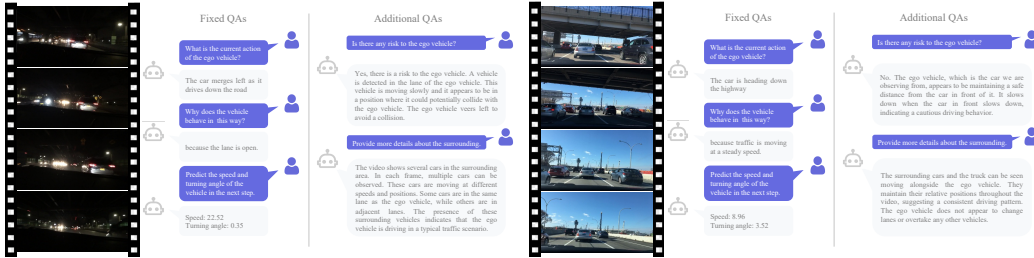 Fixed QAs
What is the current action
of the ego vehicle?
The car merges left as it
drives down the road
Why does the vehicle
behave in this way?
because the lane is open.
Predict the speed and
turning angle of the
vehicle in the next step.
Speed: 22.52
Turning angle: 0.35
Additional QAs
Is there any risk to the ego vehicle?
Yes, there is a risk to the ego vehicle. A vehicle
is detected in the lane of the ego vehicle. This
vehicle is moving slowly and it appears to be in
a position where it could potentially collide with
the ego vehicle. The ego vehicle veers left to
avoid a collision.
Provide more details about the surrounding.
The video shows several cars in the surrounding
area. In each frame, multiple cars can be
observed. These cars are moving at different
speeds and positions. Some cars are in the same
lane as the ego vehicle, while others are in
adjacent lanes. The presence of these
surrounding vehicles indicates that the ego
vehicle is driving in a typical traffic scenario.
Fixed QAs
What is the current action
of the ego vehicle?
The car is heading down
the highway
Why does the vehicle
behave in this way?
because traffic is moving
at a steady speed.
Predict the speed and
turning angle of the
vehicle in the next step.
Speed: 8.96
Turning angle: 3.52
Additional QAs
Is there any risk to the ego vehicle?
No. The ego vehicle, which is the car we are
observing from, appears to be maintaining a safe
distance from the car in front of it. It slows
down when the car in front slows down,
indicating a cautious driving behavior.
Provide more details about the surrounding.
The surrounding cars and the truck can be seen
moving alongside the ego vehicle. They
maintain their relative positions throughout the
video, suggesting a consistent driving pattern.
The ego vehicle does not appear to change
lanes or overtake any other vehicles.